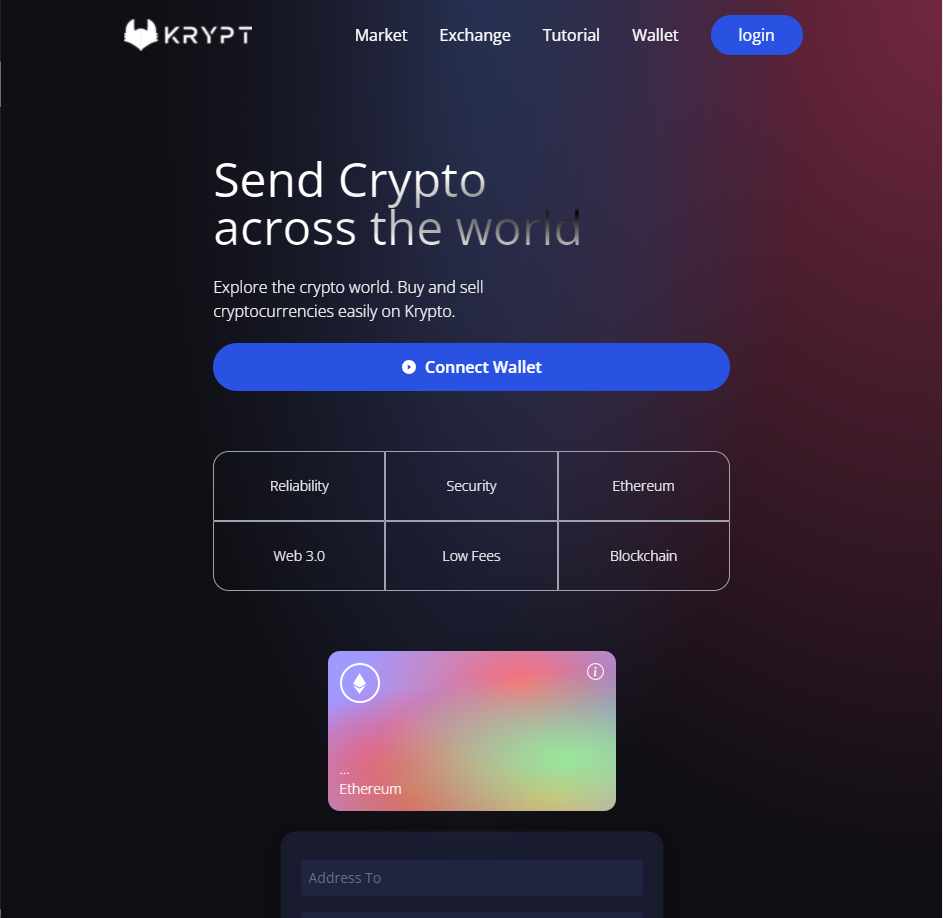 KRYPT
Market
Exchange
Tutorial
Wallet
login
Send Crypto
across the world
Explore the crypto world. Buy and sell
cryptocurrencies easily on Krypto.
Connect Wallet
Reliability
Security
Ethereum
Web 3.0
Low Fees
Blockchain
i
...
Ethereum
Address To